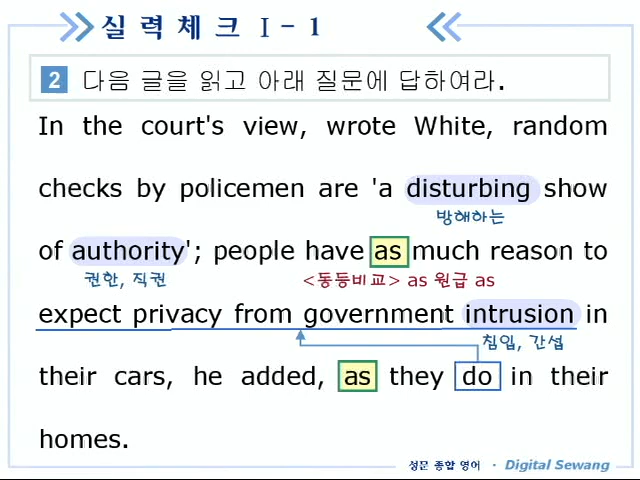 실력체크 I - 1
2 다음 글을 읽고 아래 질문에 답하여라.
In the court's view, wrote White, random
checks by policemen are 'a disturbing show
방해하는
of authority'; people have as much reason to
권한, 직권 <동등비교> as 원급 as
expect privacy from government intrusion in
침입, 간섭
their cars, he added, as they do in their
homes.
성문 종합 영어 · Digital Sewang